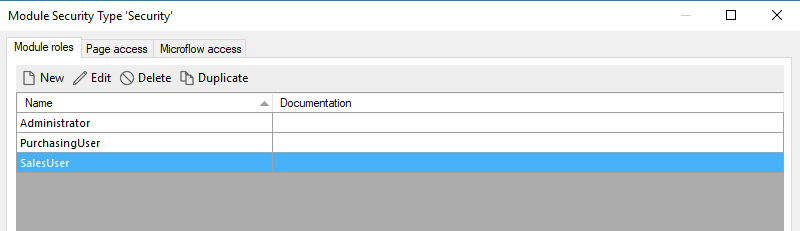 Module Security Type 'Security'
Module roles Page access Microflow access
New Edit Delete Duplicate
Name Documentation
Administrator
PurchasingUser
SalesUser